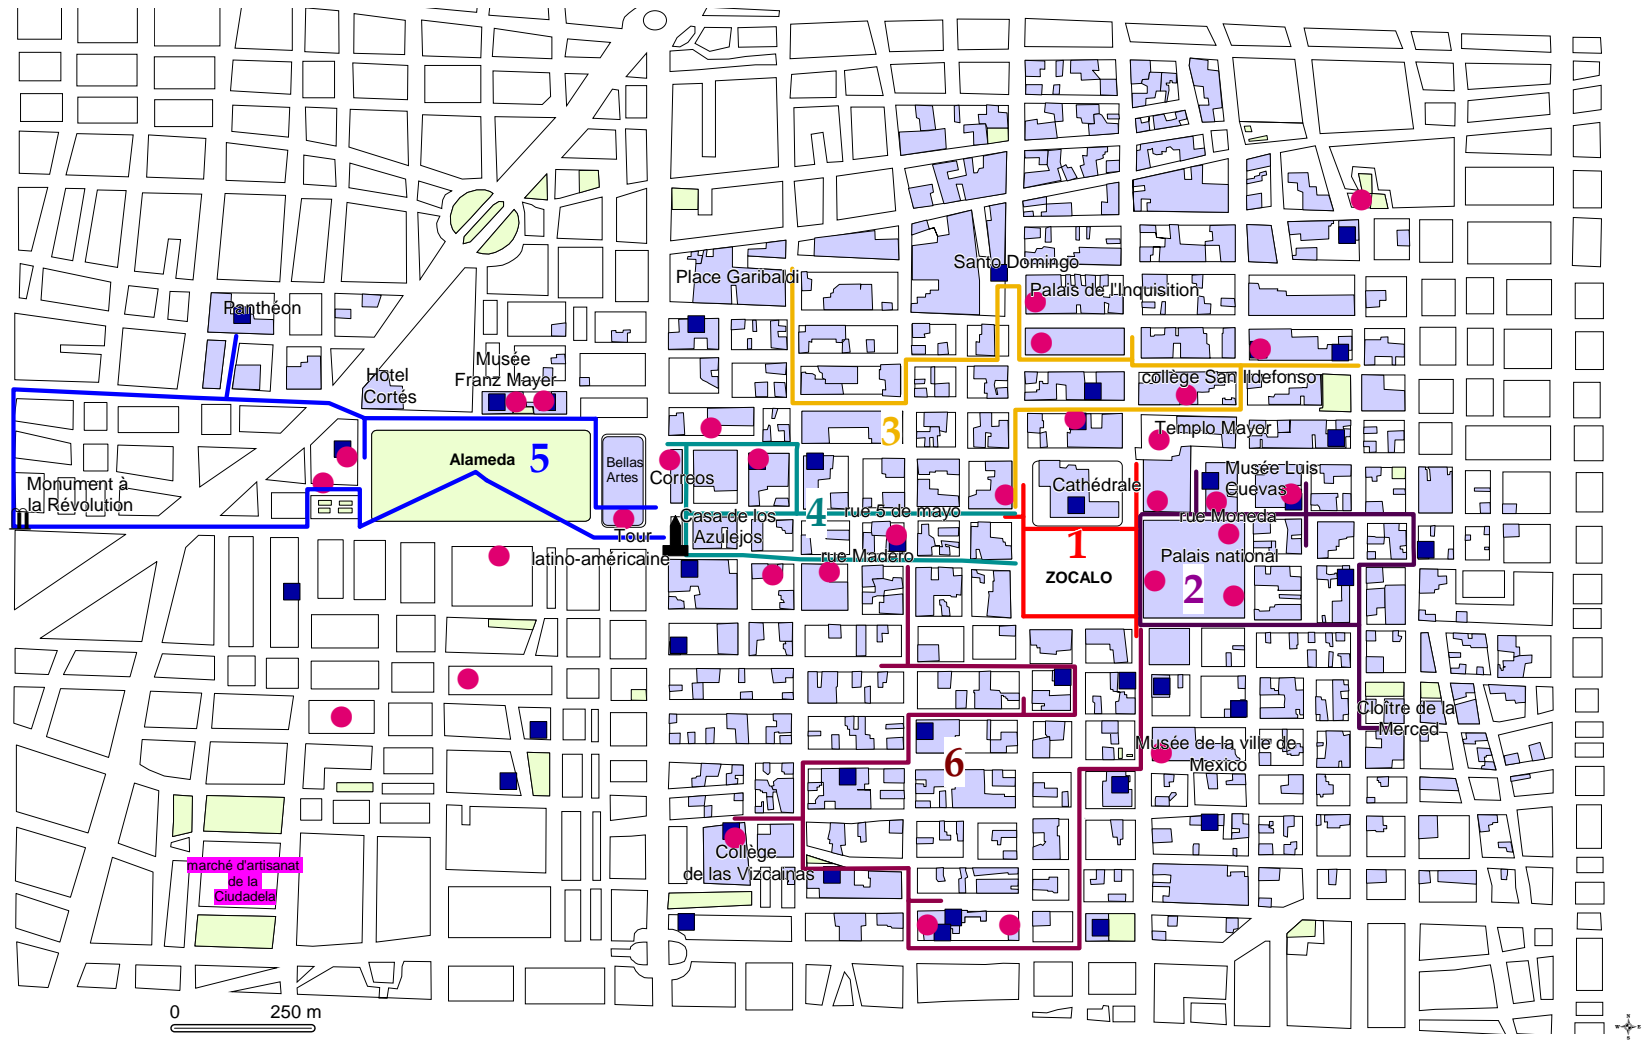 Santo Domingo
Place Garibaldi
Palais de l'Inquisition
Panthéon
Musée
Franz Mayer
Hotel
Cortés
collège San Ildefonso
3
Templo Mayor
Alameda
5
Bellas
Artes
Correos
Monument à
la Révolution
Cathédrale
Musée Luis
Cuevas
4
rue 5 de mayo
rue Moneda
Casa de los
Azulejos
Tour
latino-américaine
rue Madero
1
ZOCALO
Palais national
2
Cloître de la
Merced
Musée de la ville de
Mexico
6
Collège
de las Vizcainas
marché d'artisanat
de la
Ciudadela
0
250 m
N
W
E
S